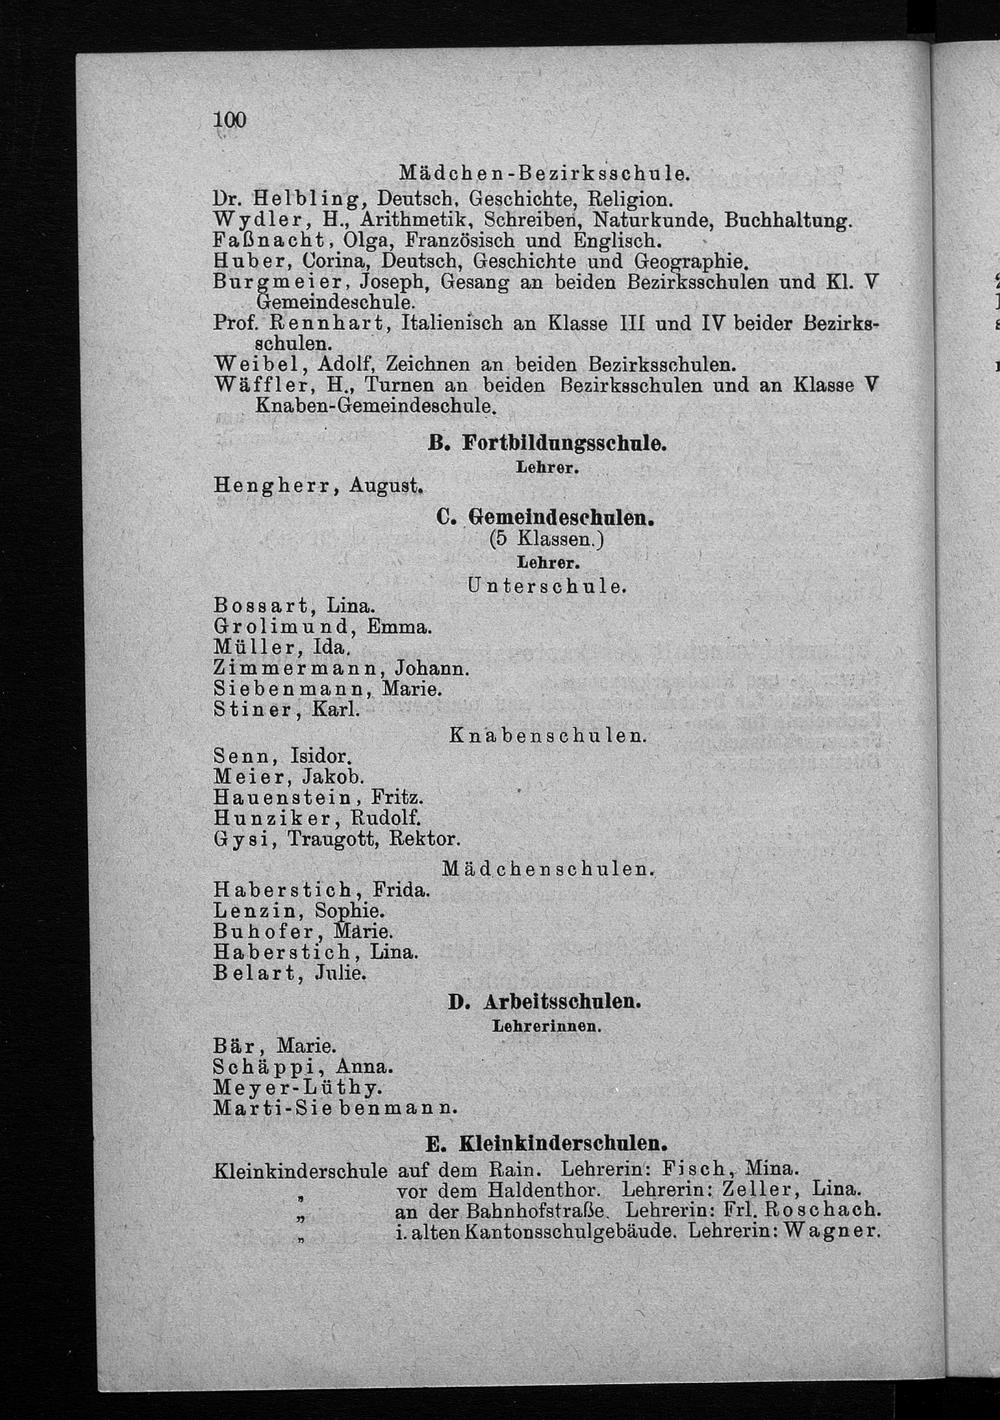 100
Mädchen-Bezirksschule.
Dr. Helbling, Deutsch, Geschichte, Religion.
Wydler, H., Arithmetik, Schreiben, Naturkunde, Buchhaltung.
Faßnacht, Olga, Französisch und Englisch.
Huber, Corina, Deutsch, Geschichte und Geographie.
Burgmeier, Joseph, Gesang an beiden Bezirksschulen und Kl. V
Gemeindeschule.
Prof. Rennhart, Italienisch an Klasse III und IV beider Bezirks-
schulen.
Weibel, Adolf, Zeichnen an beiden Bezirksschulen.
Wäffler, H., Turnen an beiden Bezirksschulen und an Klasse V
Knaben-Gemeindeschule.
B. Fortbildungsschule.
Lehrer.
Hengherr, August.
C. Gemeindeschulen.
(5 Klassen.)
Lehrer.
Unterschule.
Bossart, Lina.
Grolimund, Emma.
Müller, Ida.
Zimmermann, Johann.
Siebenmann, Marie.
Stiner, Karl.
Knabenschulen.
Senn, Isidor.
Meier, Jakob.
Hauenstein, Fritz.
Hunziker, Rudolf.
Gysi, Traugott, Rektor.
Mädchenschulen.
Haberstich, Frida.
Lenzin, Sophie.
Buhofer, Marie.
Haberstich, Lina.
Belart, Julie.
D. Arbeitsschulen.
Lehrerinnen.
Bär, Marie.
Schäppi, Anna.
Meyer-Lüthy.
Marti-Siebenmann.
E. Kleinkinderschulen.
Kleinkinderschule auf dem Rain. Lehrerin: Fisch, Mina.
„ vor dem Haldenthor. Lehrerin: Zeller, Lina.
„ an der Bahnhofstraße. Lehrerin: Frl. Roschach.
„ i. alten Kantonsschulgebäude. Lehrerin: Wagner.